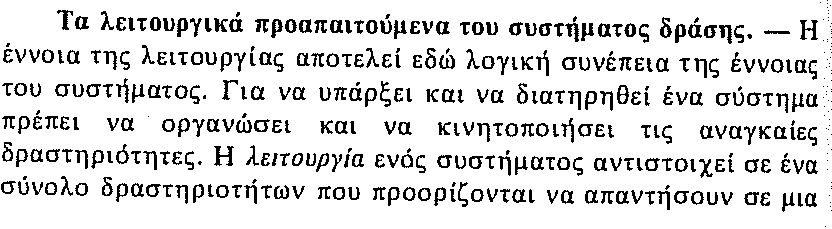 Τα λειτουργικά προαπαιτούμενα του συστήματος δράσης. — Η
έννοια της λειτουργίας αποτελεί εδώ λογική συνέπεια της έννοιας
του συστήματος. Για να υπάρξει και να διατηρηθεί ένα σύστημα
πρέπει να οργανώσει και να κινητοποιήσει τις αναγκαίες
δραστηριότητες. Η λειτουργία ενός συστήματος αντιστοιχεί σε ένα
σύνολο δραστηριοτήτων που προορίζονται να απαντήσουν σε μια